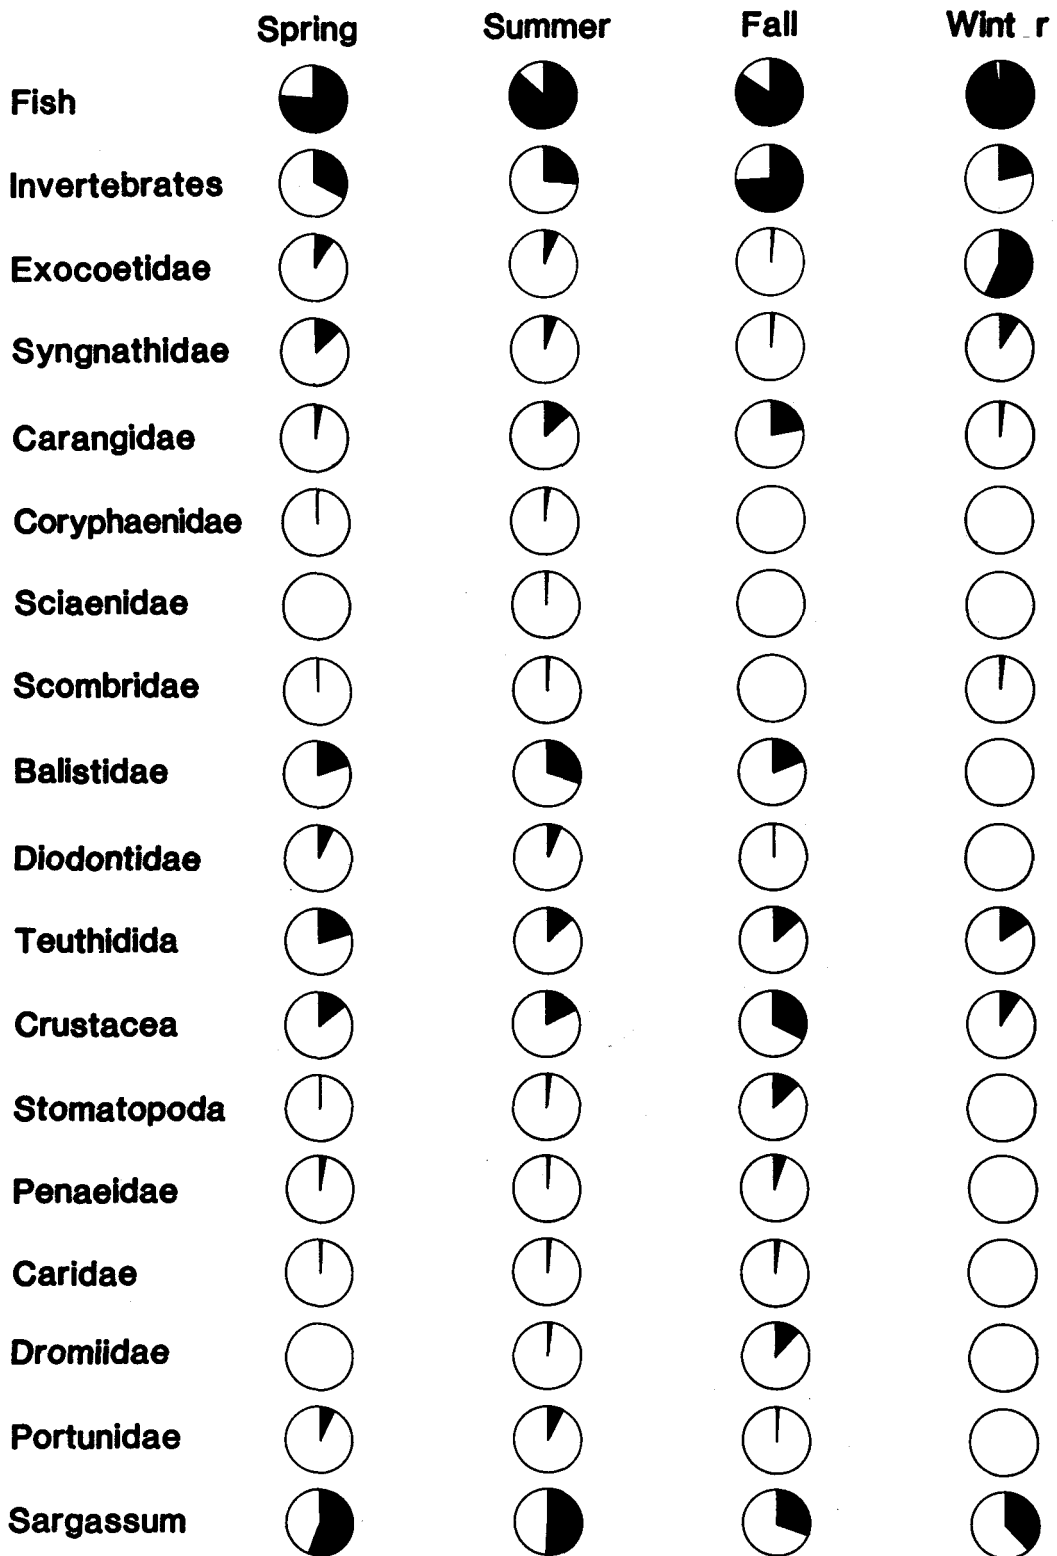 Spring Summer Fall Wint_r
Fish
Invertebrates
Exocoetidae
Syngnathidae
Carangidae
Coryphaenidae
Sciaenidae
Scombridae
Balistidae
Diodontidae
Teuthidida
Crustacea
Stomatopoda
Penaeidae
Caridae
Dromiidae
Portunidae
Sargassum